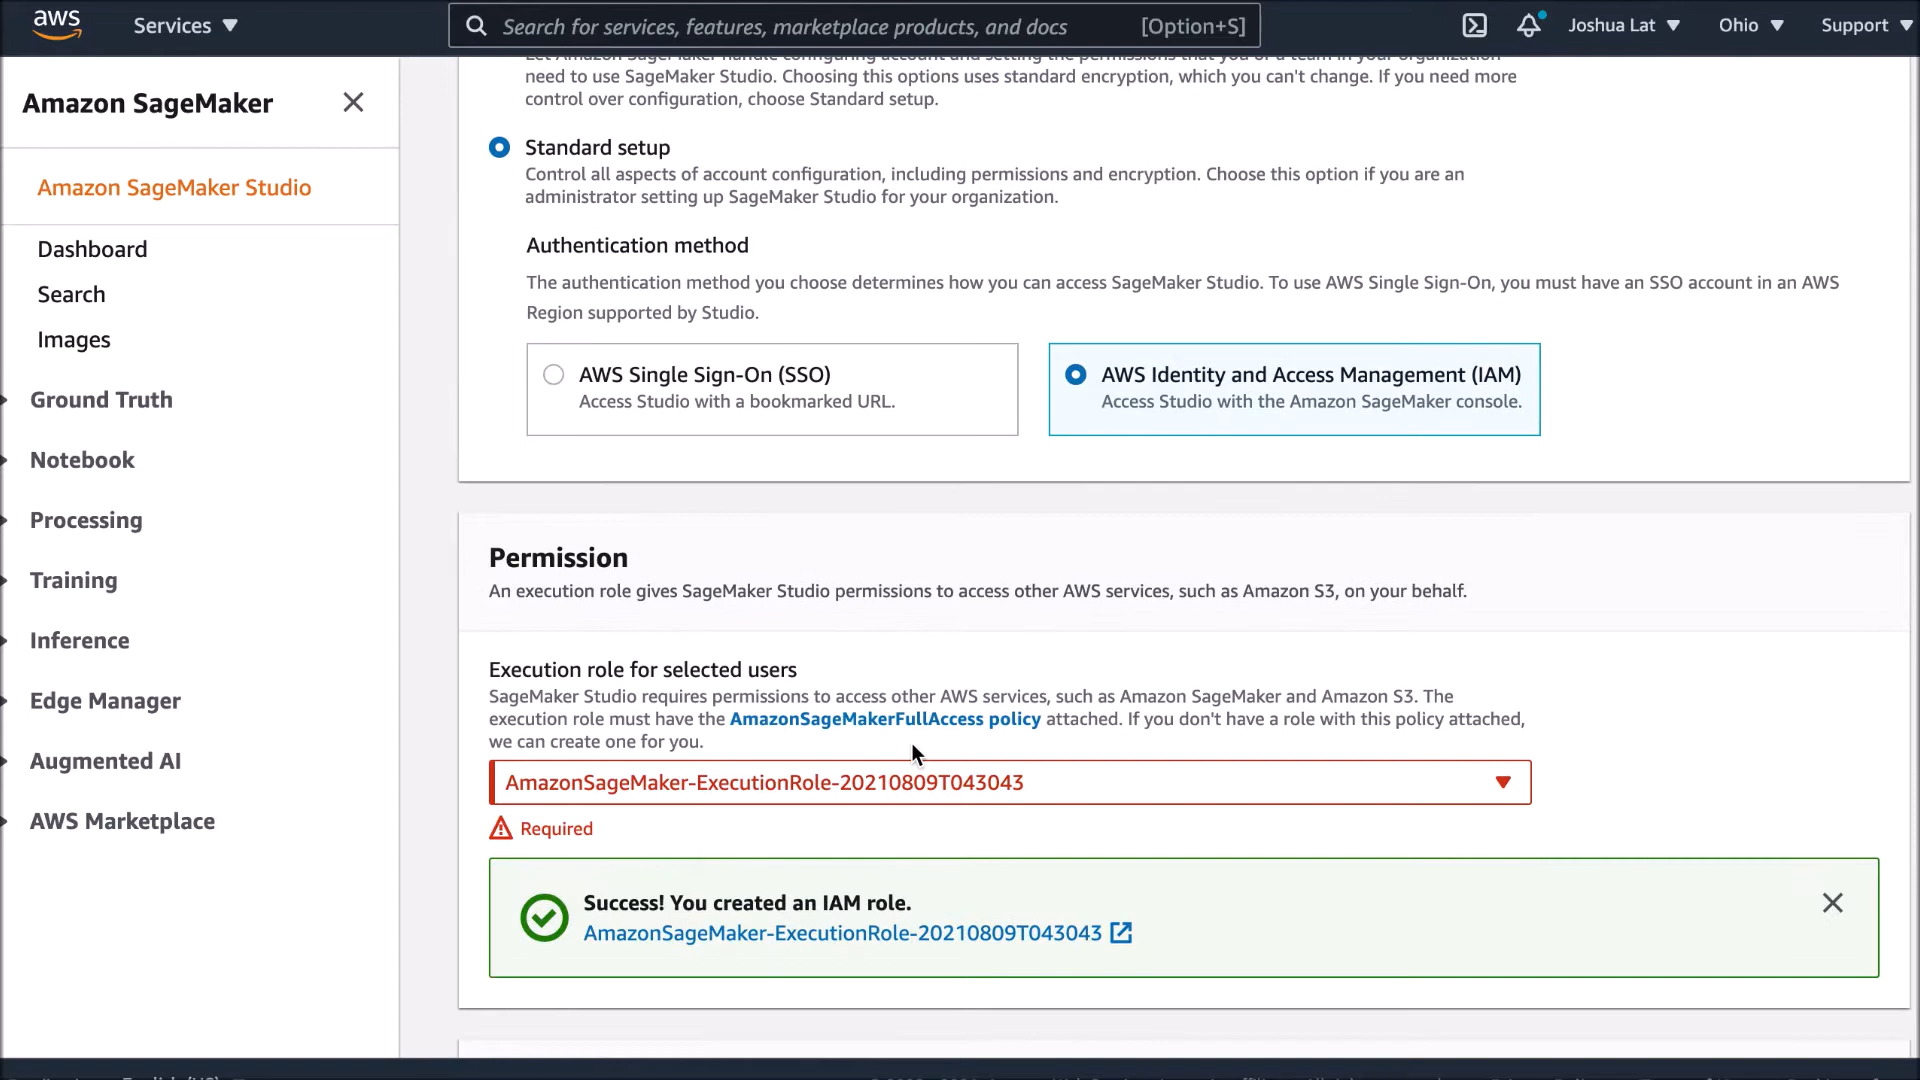 aws
Services
Search for services, features, marketplace products, and docs [Option+S]
Joshua Lat
Ohio
Support
Amazon SageMaker
Amazon SageMaker Studio
Dashboard
Search
Images
Ground Truth
Notebook
Processing
Training
Inference
Edge Manager
Augmented AI
AWS Marketplace
need to use SageMaker Studio. Choosing this options uses standard encryption, which you can't change. If you need more
control over configuration, choose Standard setup.
Standard setup
Control all aspects of account configuration, including permissions and encryption. Choose this option if you are an
administrator setting up SageMaker Studio for your organization.
Authentication method
The authentication method you choose determines how you can access SageMaker Studio. To use AWS Single Sign-On, you must have an SSO account in an AWS
Region supported by Studio.
AWS Single Sign-On (SSO)
Access Studio with a bookmarked URL.
AWS Identity and Access Management (IAM)
Access Studio with the Amazon SageMaker console.
Permission
An execution role gives SageMaker Studio permissions to access other AWS services, such as Amazon S3, on your behalf.
Execution role for selected users
SageMaker Studio requires permissions to access other AWS services, such as Amazon SageMaker and Amazon S3. The
execution role must have the AmazonSageMakerFullAccess policy attached. If you don't have a role with this policy attached,
we can create one for you.
AmazonSageMaker-ExecutionRole-20210809T043043
Required
Success! You created an IAM role.
AmazonSageMaker-ExecutionRole-20210809T043043